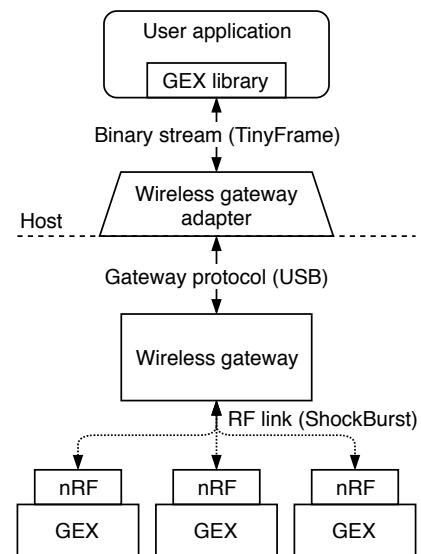 User application
GEX library
Binary stream (TinyFrame)
Wireless gateway
adapter
Host
Gateway protocol (USB)
Wireless gateway
RF link (ShockBurst)
nRF nRF nRF
GEX GEX GEX